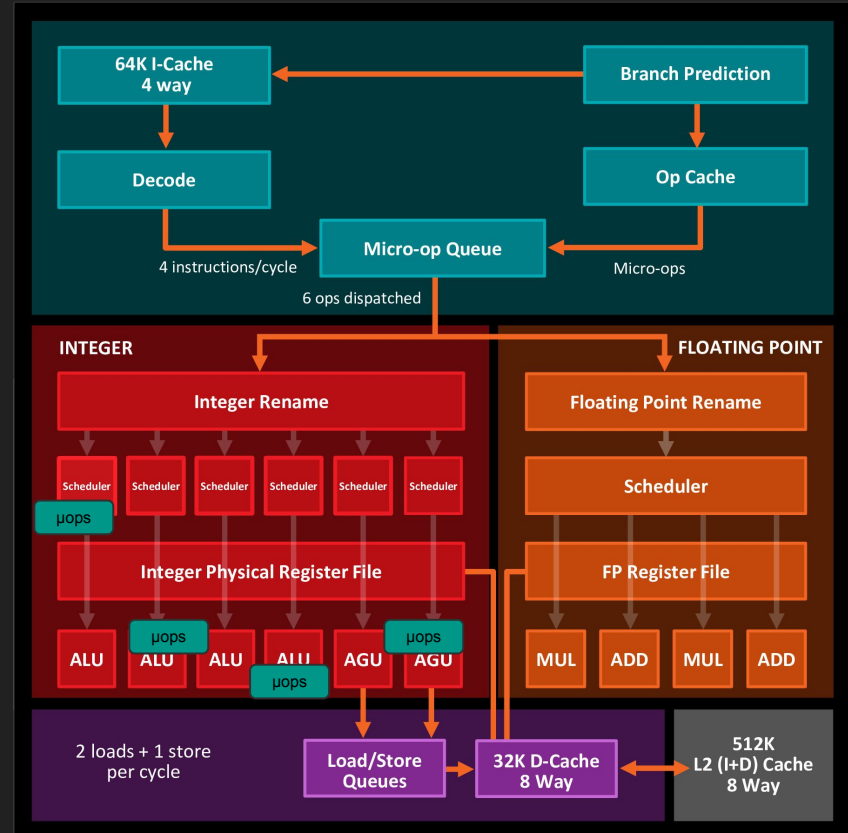 64K I-Cache
4 way
Branch Prediction
Decode
Op Cache
Micro-op Queue
4 instructions/cycle
Micro-ops
6 ops dispatched
INTEGER
FLOATING POINT
Integer Rename
Floating Point Rename
Scheduler
Scheduler
Scheduler
Scheduler
Scheduler
Scheduler
Scheduler
µops
Integer Physical Register File
FP Register File
µops
µops
ALU
ALU
ALU
ALU
AGU
AGU
MUL
ADD
MUL
ADD
µops
2 loads + 1 store
per cycle
Load/Store
Queues
32K D-Cache
8 Way
512K
L2 (I+D) Cache
8 Way